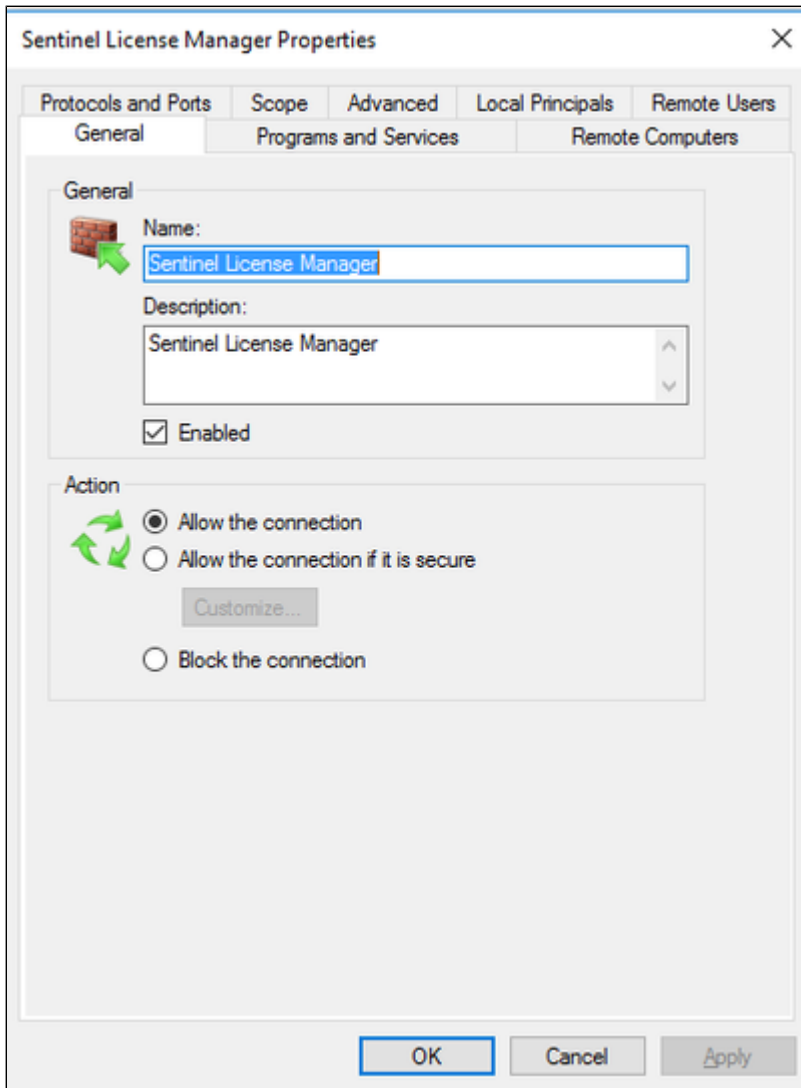 Sentinel License Manager Properties
Protocols and Ports Scope Advanced Local Principals Remote Users
General Programs and Services Remote Computers
General
Name:
Sentinel License Manager
Description:
Sentinel License Manager
Enabled
Action
Allow the connection
Allow the connection if it is secure
Customize...
Block the connection
OK Cancel Apply